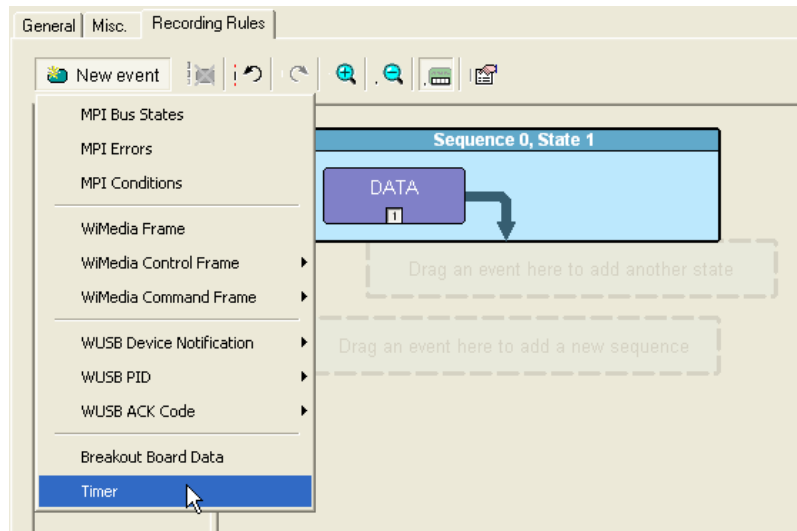 General Misc. Recording Rules
New event
MPI Bus States
MPI Errors
MPI Conditions
WiMedia Frame
WiMedia Control Frame
WiMedia Command Frame
WUSB Device Notification
WUSB PID
WUSB ACK Code
Breakout Board Data
Timer
Sequence 0, State 1
DATA
1
Drag an event here to add another state
Drag an event here to add a new sequence